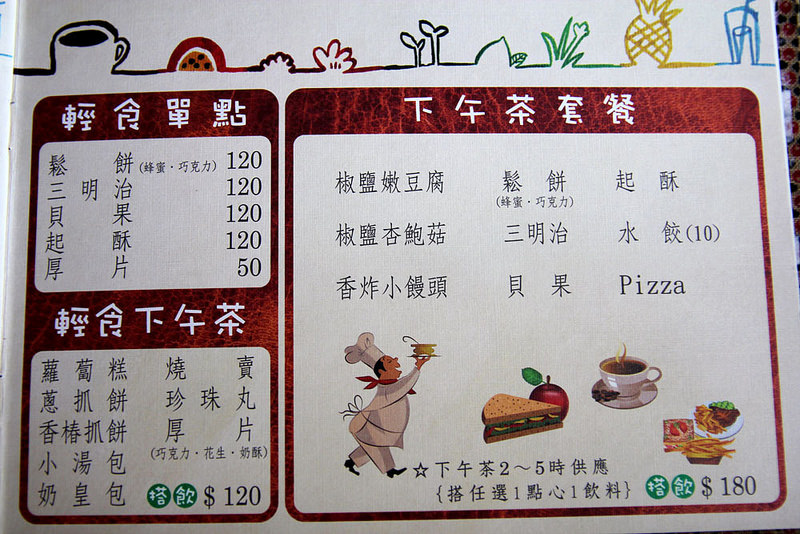 輕食單點
鬆餅(蜂蜜·巧克力) 120
三明治 120
貝果 120
起酥 120
厚片 50
輕食下午茶
蘿蔔糕 燒賣
蔥抓餅 珍珠丸
香椿抓餅 厚片
小湯包 (巧克力·花生·奶酥)
奶皇包 搭飲 $120
下午茶套餐
椒鹽嫩豆腐 鬆餅 起酥
(蜂蜜·巧克力)
椒鹽杏鮑菇 三明治 水餃(10)
香炸小饅頭 貝果 Pizza
☆下午茶2～5時供應
{搭任選1點心1飲料} 搭飲 $180